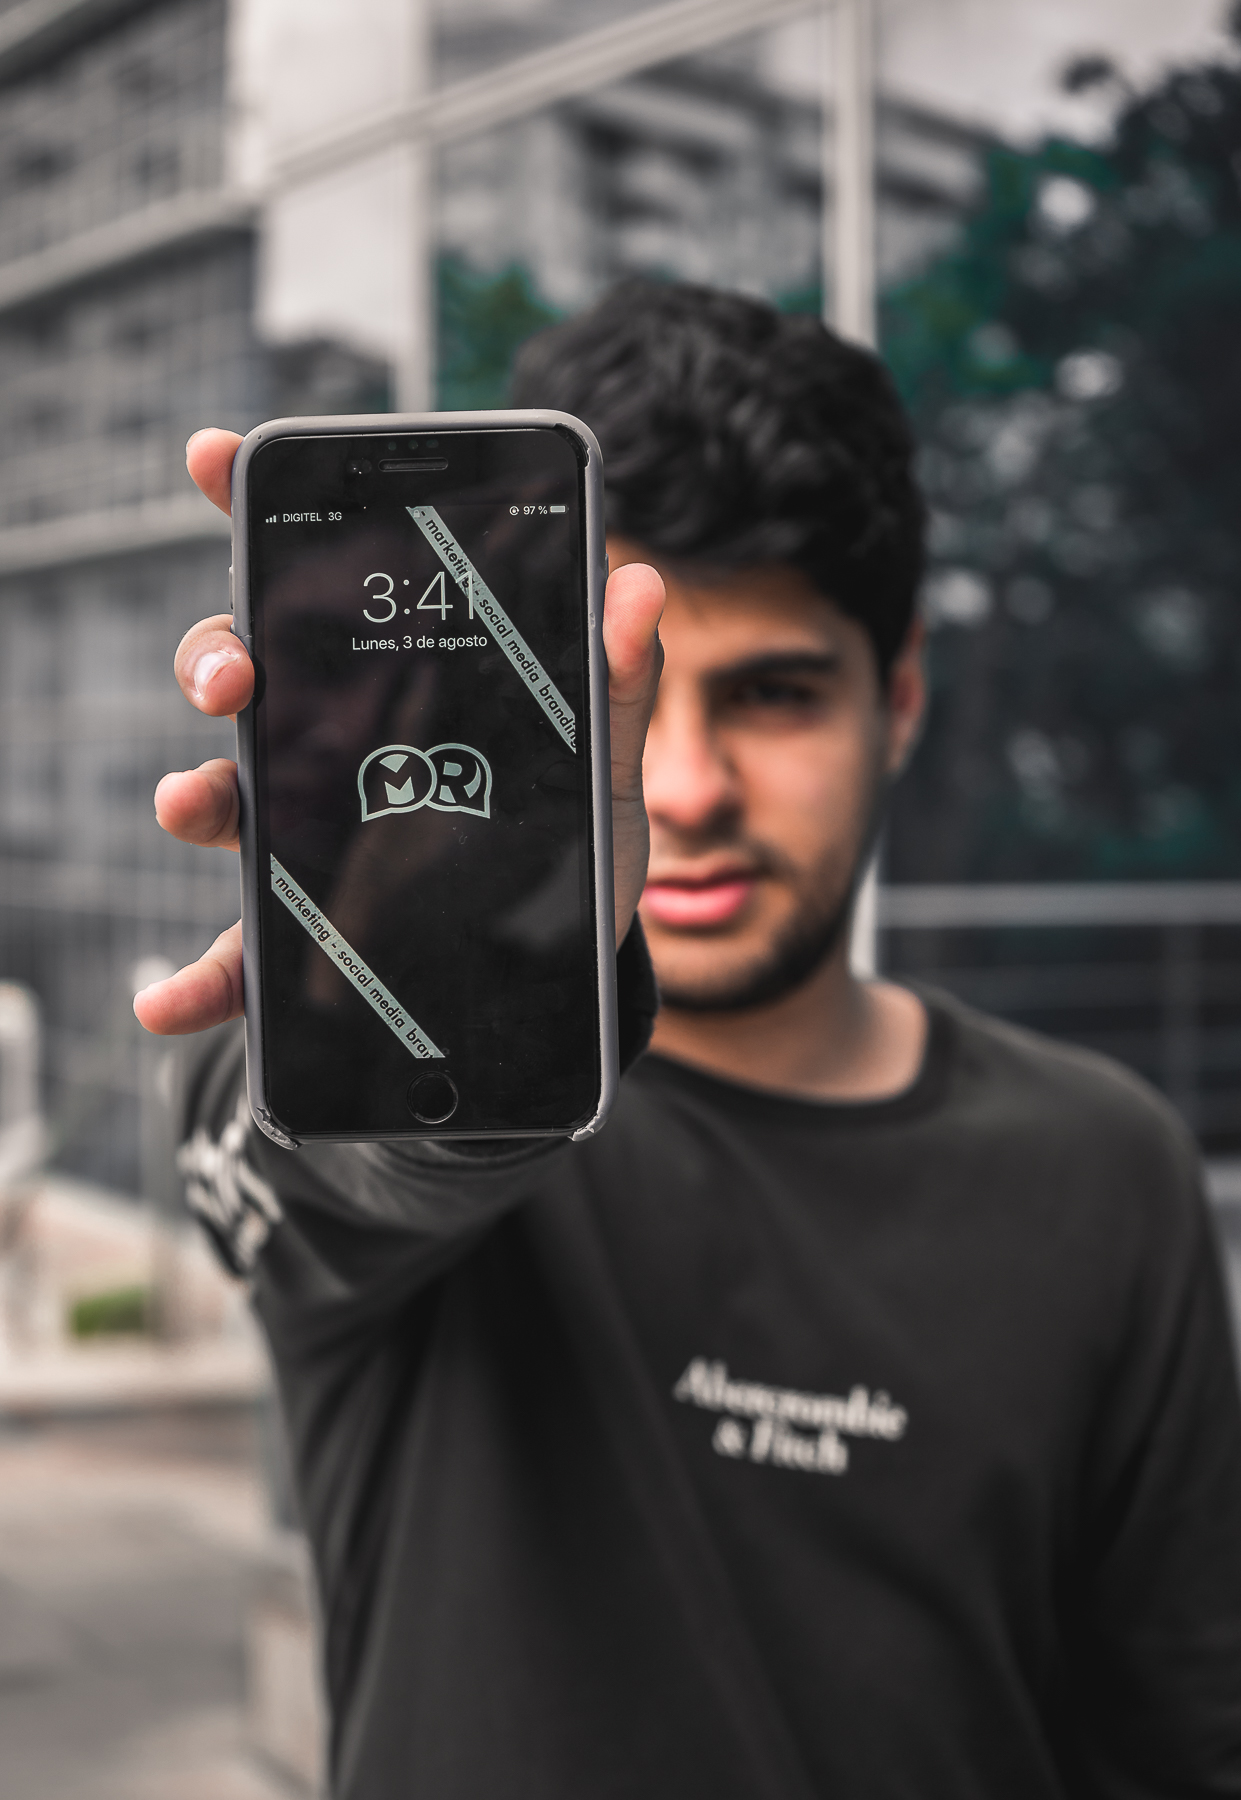 DIGITEL 3G
97 %
3:41
Lunes, 3 de agosto
marketing - social media branding
MR
- marketing - social media bran
Abercrombie
& Fitch